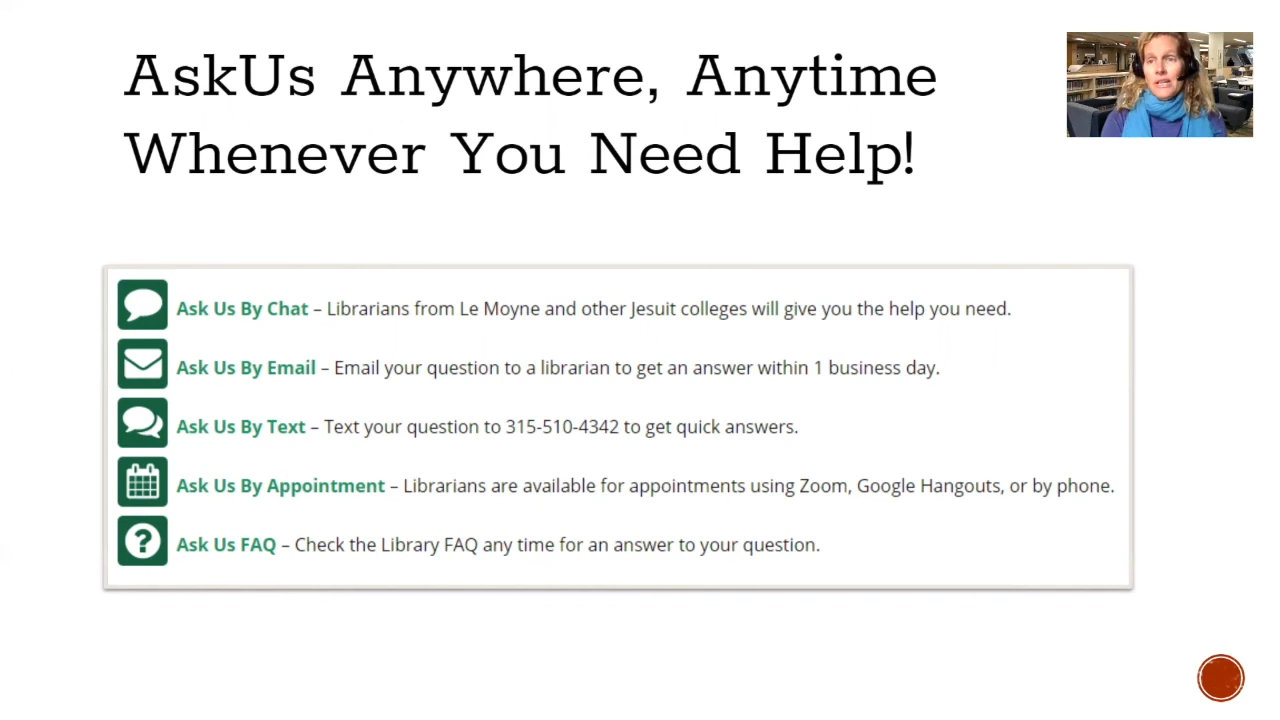 AskUs Anywhere, Anytime
Whenever You Need Help!
Ask Us By Chat – Librarians from Le Moyne and other Jesuit colleges will give you the help you need.
Ask Us By Email – Email your question to a librarian to get an answer within 1 business day.
Ask Us By Text – Text your question to 315-510-4342 to get quick answers.
Ask Us By Appointment – Librarians are available for appointments using Zoom, Google Hangouts, or by phone.
Ask Us FAQ – Check the Library FAQ any time for an answer to your question.